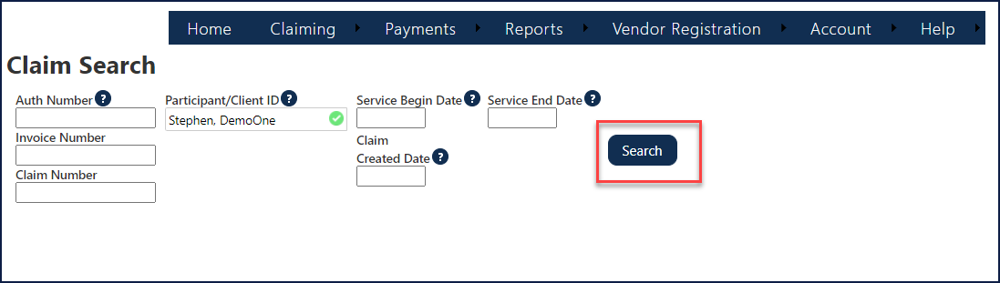 Home Claiming Payments Reports Vendor Registration Account Help
Claim Search
Auth Number ? Participant/Client ID ? Service Begin Date ? Service End Date ?
Stephen, DemoOne
Invoice Number
Claim
Created Date ?
Search
Claim Number